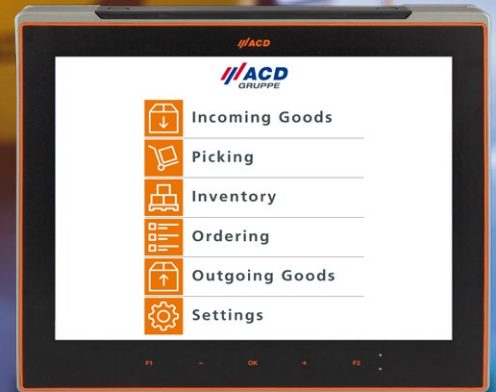 ACD
ACD
GRUPPE
Incoming Goods
Picking
Inventory
Ordering
Outgoing Goods
Settings
F1 - OK + F2